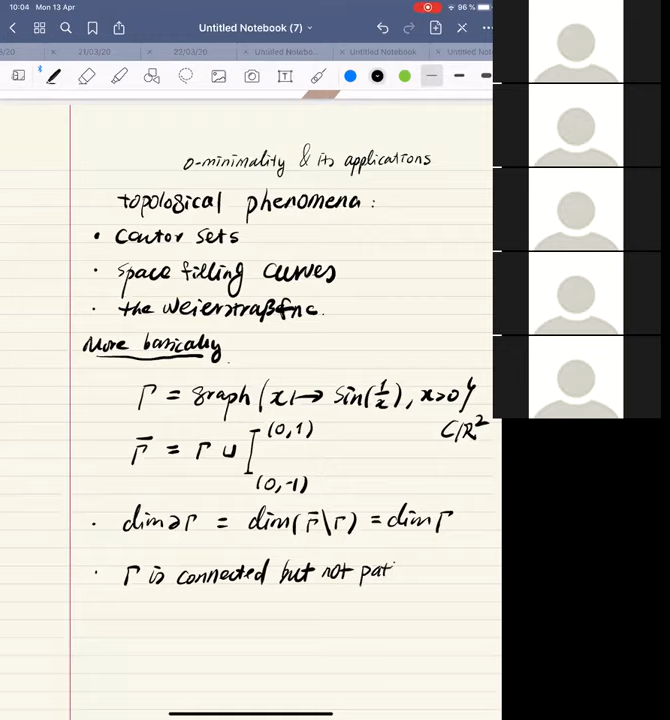 10:04 Mon 13 Apr
96 %
Untitled Notebook (7)
21/03/20
22/03/20
Untitled Notebo...
Untitled Notebook
o-minimality & its applications
topological phenomena:
• Cantor sets
· space filling curves
· the Weierstraß fnc.
More basically
Γ = graph (x ↦ sin(1/x), x>0)
⊂ ℝ²
Γ̅ = Γ ∪
(0,1)
(0,-1)
· dim ∂Γ = dim(Γ̅\Γ) = dim Γ
· Γ is connected but not pat